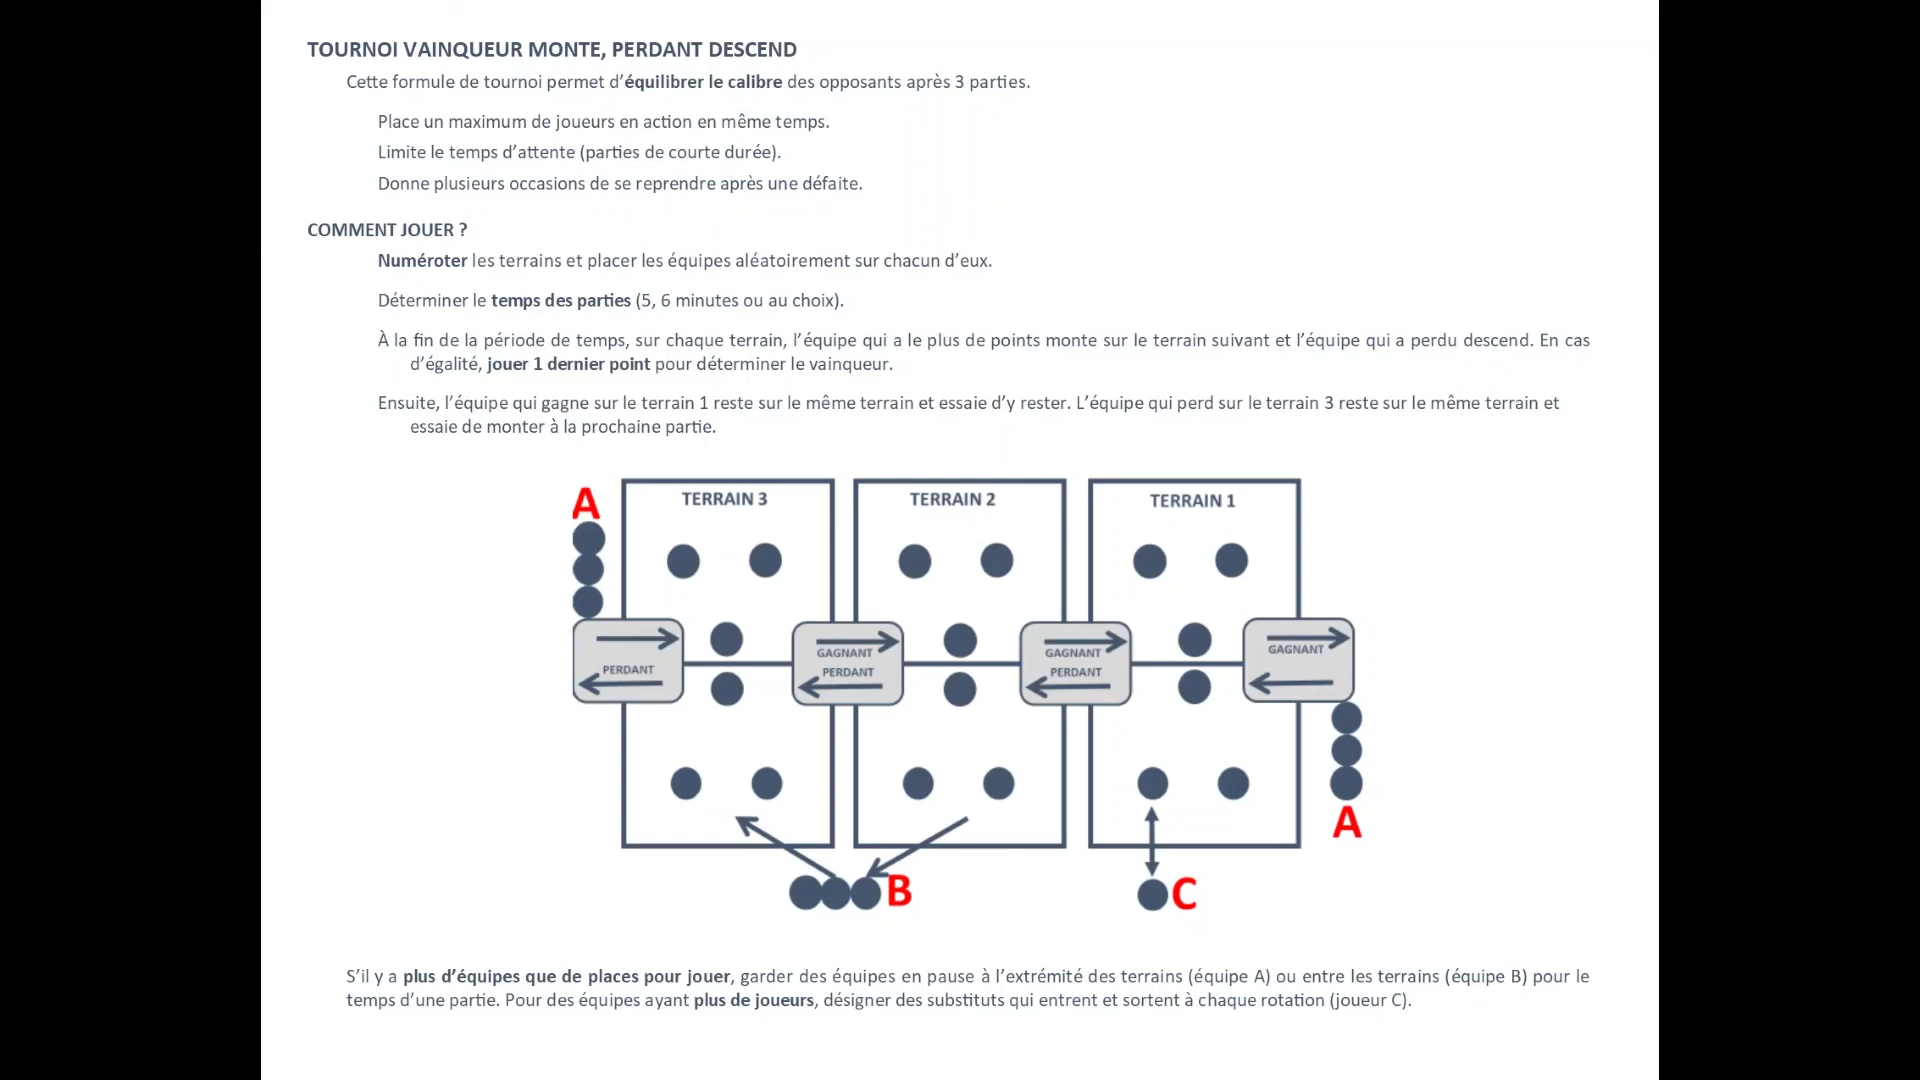 TOURNOI VAINQUEUR MONTE, PERDANT DESCEND
Cette formule de tournoi permet d’équilibrer le calibre des opposants après 3 parties.
Place un maximum de joueurs en action en même temps.
Limite le temps d’attente (parties de courte durée).
Donne plusieurs occasions de se reprendre après une défaite.
COMMENT JOUER ?
Numéroter les terrains et placer les équipes aléatoirement sur chacun d’eux.
Déterminer le temps des parties (5, 6 minutes ou au choix).
À la fin de la période de temps, sur chaque terrain, l’équipe qui a le plus de points monte sur le terrain suivant et l’équipe qui a perdu descend. En cas
d’égalité, jouer 1 dernier point pour déterminer le vainqueur.
Ensuite, l’équipe qui gagne sur le terrain 1 reste sur le même terrain et essaie d’y rester. L’équipe qui perd sur le terrain 3 reste sur le même terrain et
essaie de monter à la prochaine partie.
A
TERRAIN 3
TERRAIN 2
TERRAIN 1
PERDANT
GAGNANT
PERDANT
GAGNANT
PERDANT
GAGNANT
A
B
C
S’il y a plus d’équipes que de places pour jouer, garder des équipes en pause à l’extrémité des terrains (équipe A) ou entre les terrains (équipe B) pour le
temps d’une partie. Pour des équipes ayant plus de joueurs, désigner des substituts qui entrent et sortent à chaque rotation (joueur C).